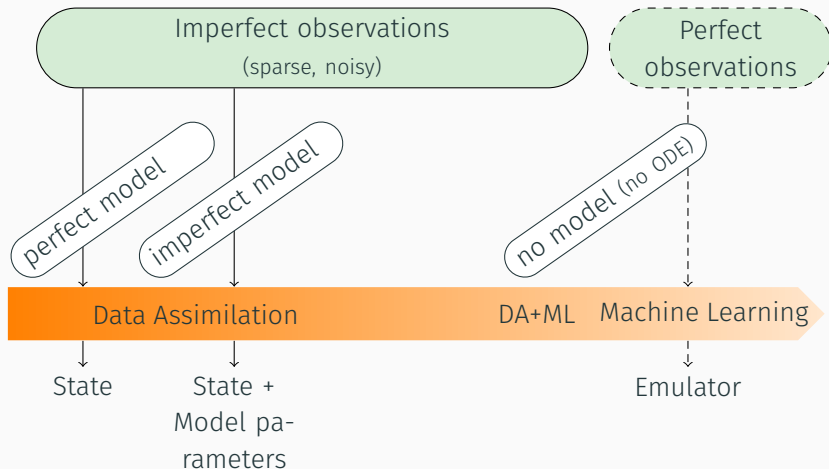 Imperfect observations
(sparse, noisy)
Perfect
observations
perfect model
imperfect model
no model (no ODE)
Data Assimilation
DA+ML
Machine Learning
State
State +
Model pa-
rameters
Emulator